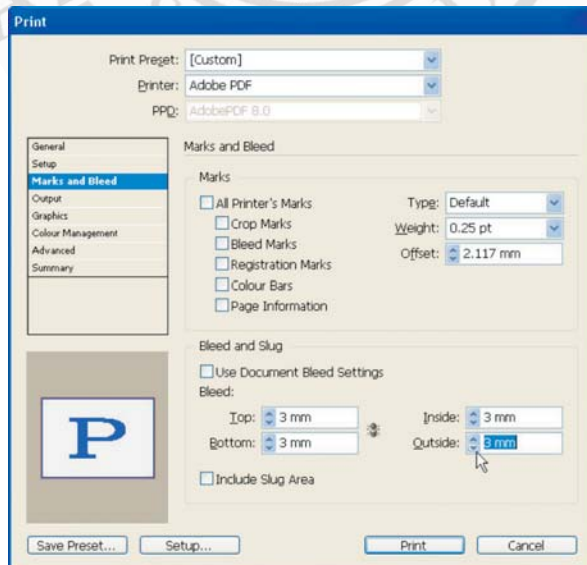 Print
Print Preset: [Custom]
Printer: Adobe PDF
PPD: AdobePDF 8.0
General
Setup
Marks and Bleed
Output
Graphics
Colour Management
Advanced
Summary
Marks and Bleed
Marks
All Printer's Marks
Crop Marks
Bleed Marks
Registration Marks
Colour Bars
Page Information
Type: Default
Weight: 0.25 pt
Offset: 2.117 mm
Bleed and Slug
Use Document Bleed Settings
Bleed:
Top: 3 mm Inside: 3 mm
Bottom: 3 mm Outside: 3 mm
Include Slug Area
P
Save Preset... Setup... Print Cancel